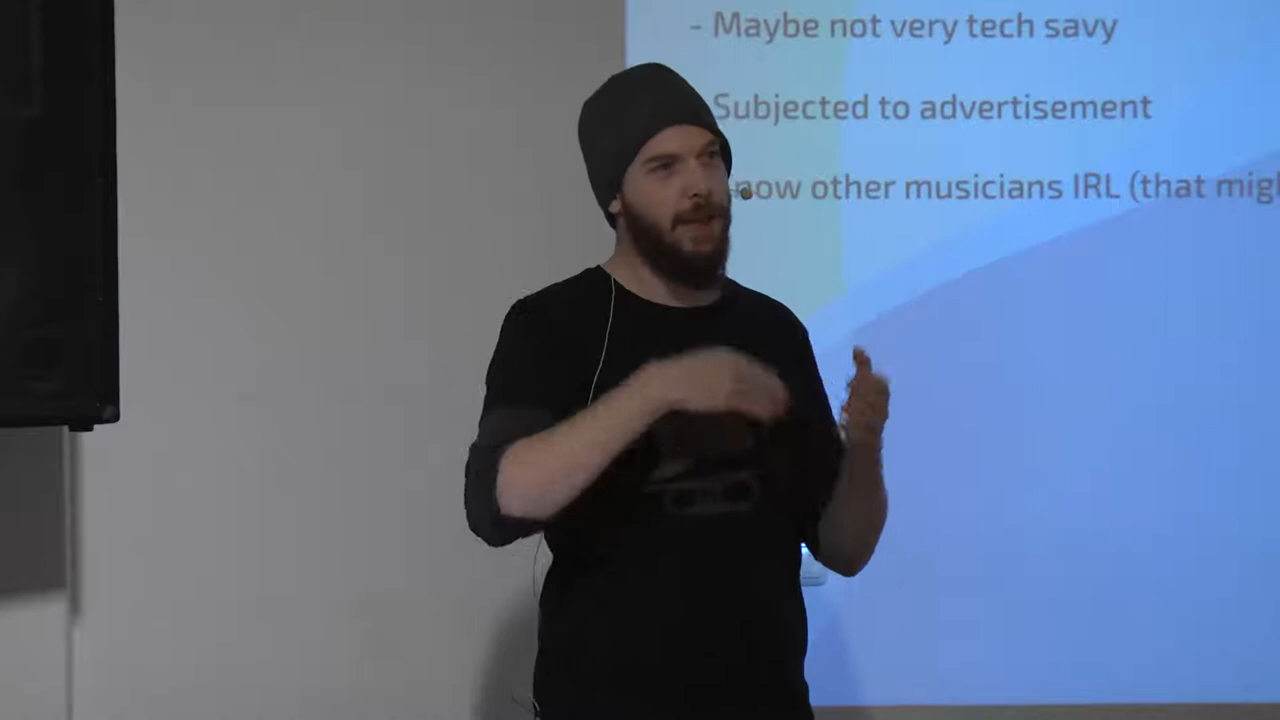 - Maybe not very tech savy
Subjected to advertisement
other musicians IRL (that